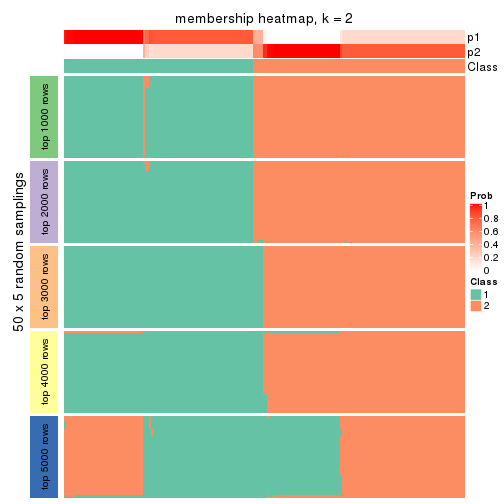 membership heatmap, k = 2
p1
p2
Class
50 x 5 random samplings
top 1000 rows
top 2000 rows
top 3000 rows
top 4000 rows
top 5000 rows
Prob
1
0.8
0.6
0.4
0.2
0
Class
1
2